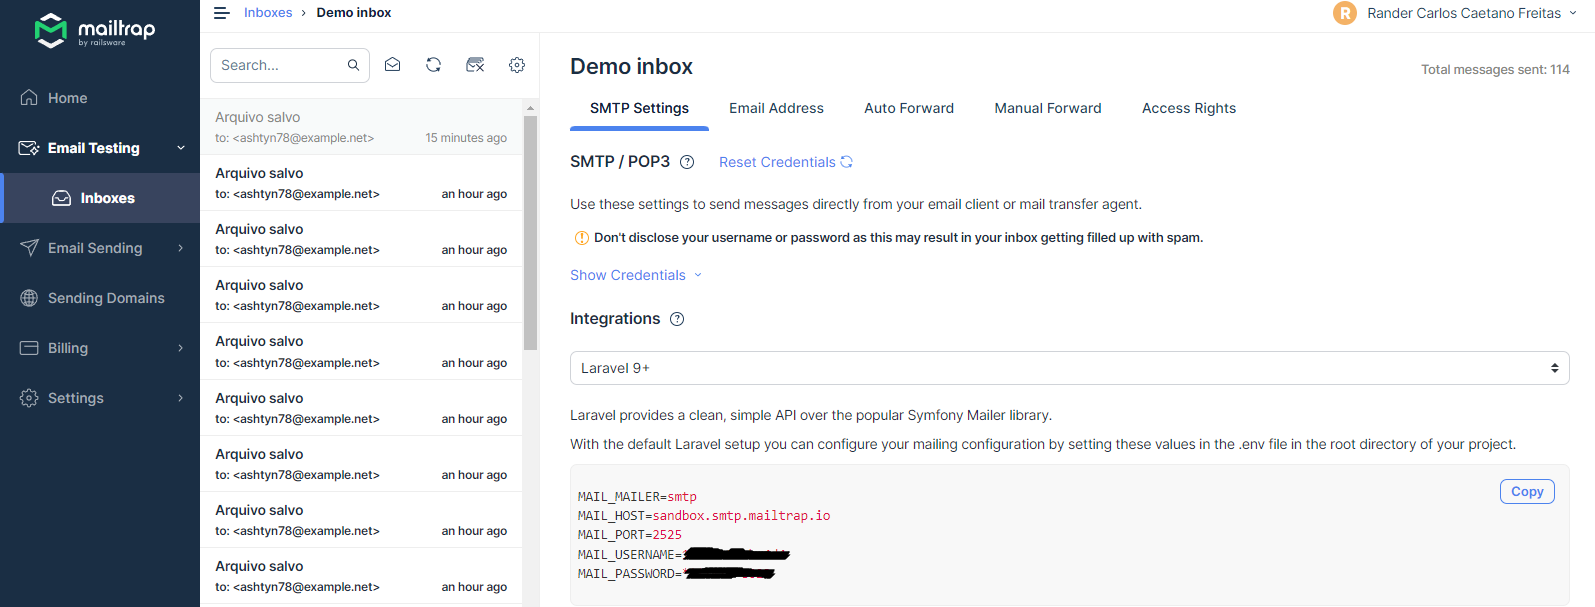 mailtrap
by railsware
Home
Email Testing
Inboxes
Email Sending
Sending Domains
Billing
Settings
Inboxes › Demo inbox
R Rander Carlos Caetano Freitas
Search...
Arquivo salvo
to: <ashtyn78@example.net> 15 minutes ago
Arquivo salvo
to: <ashtyn78@example.net> an hour ago
Arquivo salvo
to: <ashtyn78@example.net> an hour ago
Arquivo salvo
to: <ashtyn78@example.net> an hour ago
Arquivo salvo
to: <ashtyn78@example.net> an hour ago
Arquivo salvo
to: <ashtyn78@example.net> an hour ago
Arquivo salvo
to: <ashtyn78@example.net> an hour ago
Arquivo salvo
to: <ashtyn78@example.net> an hour ago
Arquivo salvo
to: <ashtyn78@example.net> an hour ago
Demo inbox
Total messages sent: 114
SMTP Settings Email Address Auto Forward Manual Forward Access Rights
SMTP / POP3 ? Reset Credentials
Use these settings to send messages directly from your email client or mail transfer agent.
Don't disclose your username or password as this may result in your inbox getting filled up with spam.
Show Credentials
Integrations ?
Laravel 9+
Laravel provides a clean, simple API over the popular Symfony Mailer library.
With the default Laravel setup you can configure your mailing configuration by setting these values in the .env file in the root directory of your project.
Copy
MAIL_MAILER=smtp
MAIL_HOST=sandbox.smtp.mailtrap.io
MAIL_PORT=2525
MAIL_USERNAME=
MAIL_PASSWORD=